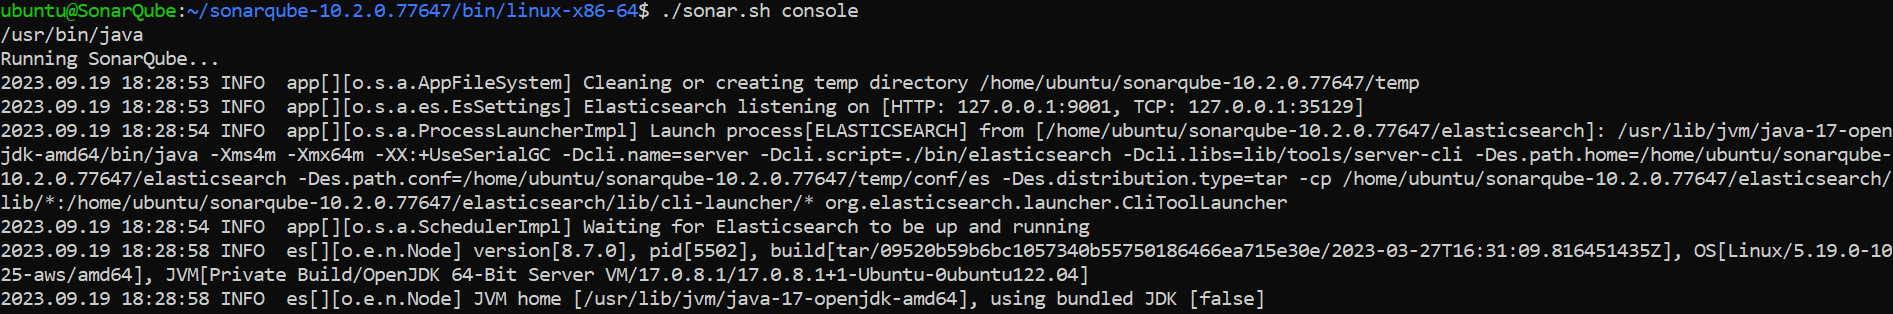 ubuntu@SonarQube:~/sonarqube-10.2.0.77647/bin/linux-x86-64$ ./sonar.sh console
/usr/bin/java
Running SonarQube...
2023.09.19 18:28:53 INFO  app[][o.s.a.AppFileSystem] Cleaning or creating temp directory /home/ubuntu/sonarqube-10.2.0.77647/temp
2023.09.19 18:28:53 INFO  app[][o.s.a.es.EsSettings] Elasticsearch listening on [HTTP: 127.0.0.1:9001, TCP: 127.0.0.1:35129]
2023.09.19 18:28:54 INFO  app[][o.s.a.ProcessLauncherImpl] Launch process[ELASTICSEARCH] from [/home/ubuntu/sonarqube-10.2.0.77647/elasticsearch]: /usr/lib/jvm/java-17-open
jdk-amd64/bin/java -Xms4m -Xmx64m -XX:+UseSerialGC -Dcli.name=server -Dcli.script=./bin/elasticsearch -Dcli.libs=lib/tools/server-cli -Des.path.home=/home/ubuntu/sonarqube-
10.2.0.77647/elasticsearch -Des.path.conf=/home/ubuntu/sonarqube-10.2.0.77647/temp/conf/es -Des.distribution.type=tar -cp /home/ubuntu/sonarqube-10.2.0.77647/elasticsearch/
lib/*:/home/ubuntu/sonarqube-10.2.0.77647/elasticsearch/lib/cli-launcher/* org.elasticsearch.launcher.CliToolLauncher
2023.09.19 18:28:54 INFO  app[][o.s.a.SchedulerImpl] Waiting for Elasticsearch to be up and running
2023.09.19 18:28:58 INFO  es[][o.e.n.Node] version[8.7.0], pid[5502], build[tar/09520b59b6bc1057340b55750186466ea715e30e/2023-03-27T16:31:09.816451435Z], OS[Linux/5.19.0-10
25-aws/amd64], JVM[Private Build/OpenJDK 64-Bit Server VM/17.0.8.1/17.0.8.1+1-Ubuntu-0ubuntu122.04]
2023.09.19 18:28:58 INFO  es[][o.e.n.Node] JVM home [/usr/lib/jvm/java-17-openjdk-amd64], using bundled JDK [false]